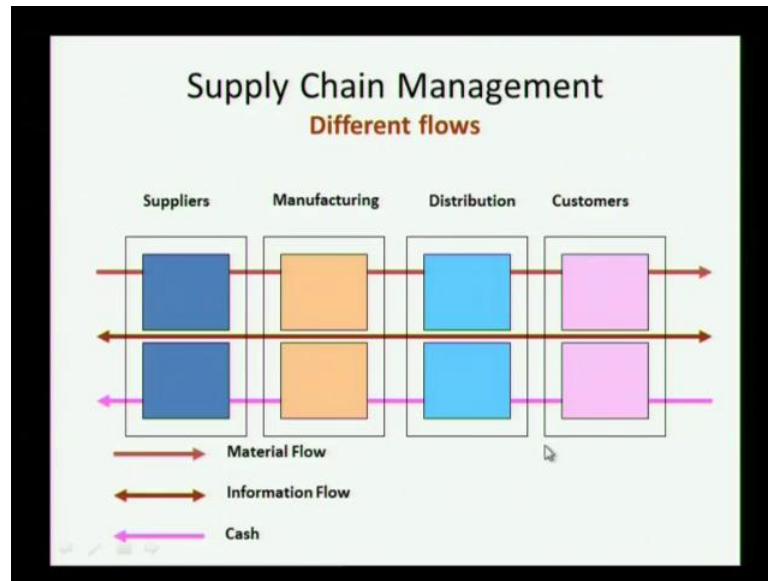 Supply Chain Management
Different flows
Suppliers Manufacturing Distribution Customers
Material Flow
Information Flow
Cash